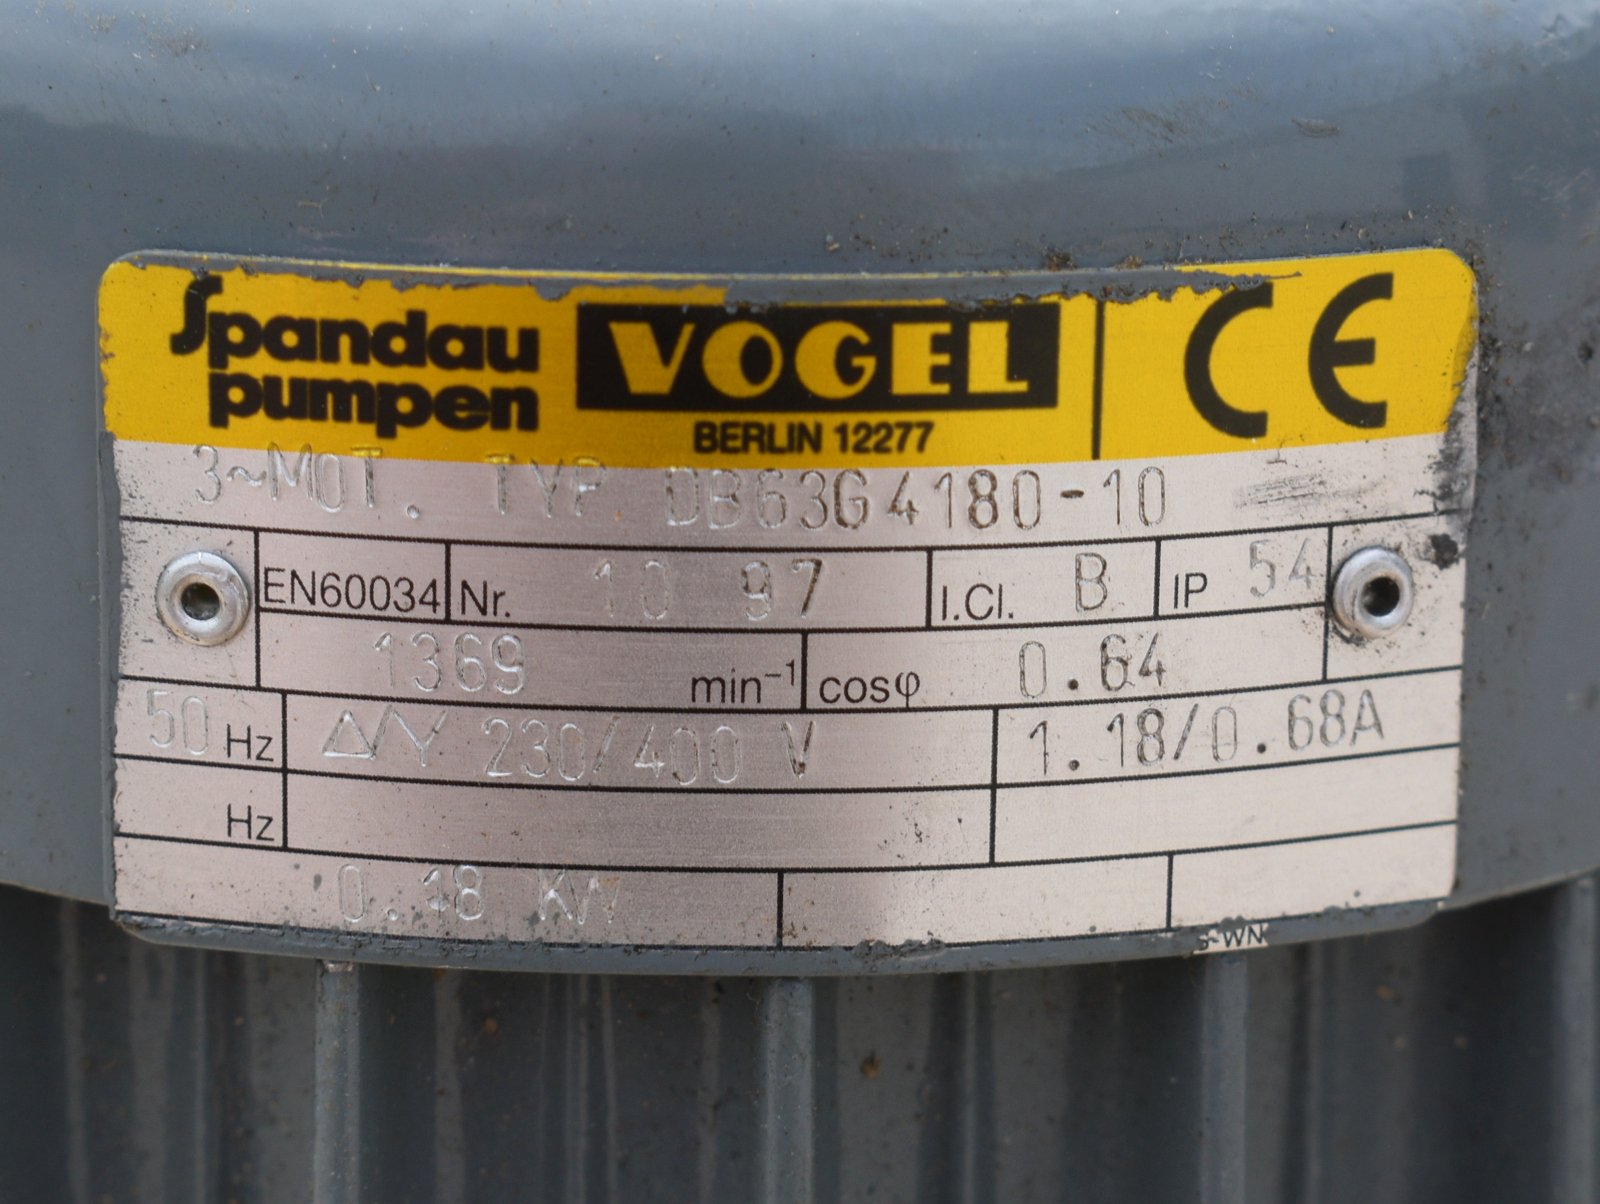 Spandau
pumpen
VOGEL
BERLIN 12277
CE
3~MOT. TYP DB63G4180-10
EN60034 Nr. 10 97 I.Cl. B IP 54
1369 min⁻¹ cosφ 0.64
50 Hz Δ/Y 230/400 V 1.18/0.68A
Hz
0.18 KW